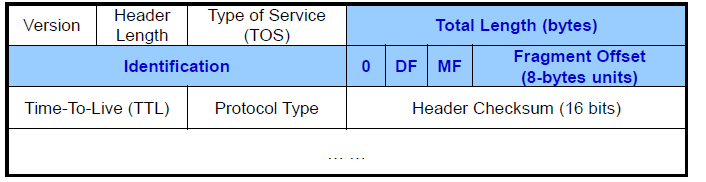 Version
Header
Length
Type of Service
(TOS)
Total Length (bytes)
Identification
0
DF
MF
Fragment Offset
(8-bytes units)
Time-To-Live (TTL)
Protocol Type
Header Checksum (16 bits)
... ...